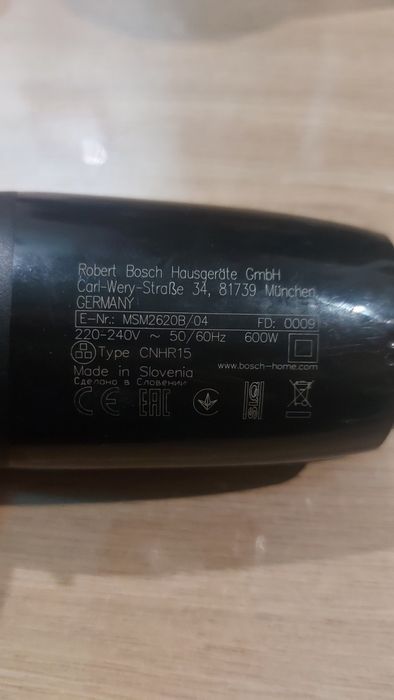 Robert Bosch Hausgeräte GmbH
Carl-Wery-Straße 34, 81739 München
GERMANY
E-Nr.: MSM2620B/04 FD: 0009
220-240V ~ 50/60Hz 600W
Type CNHR15
www.bosch-home.com
Made in Slovenia
Сделано в Словении
CE EAC